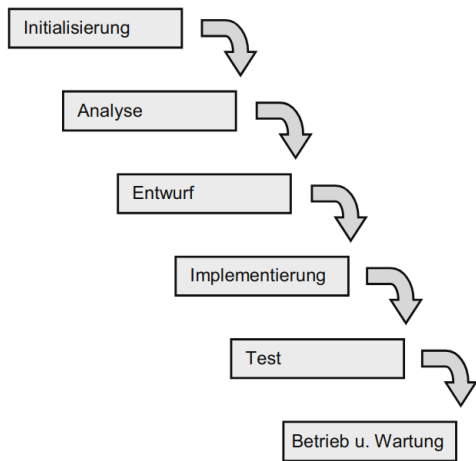 Initialisierung
Analyse
Entwurf
Implementierung
Test
Betrieb u. Wartung